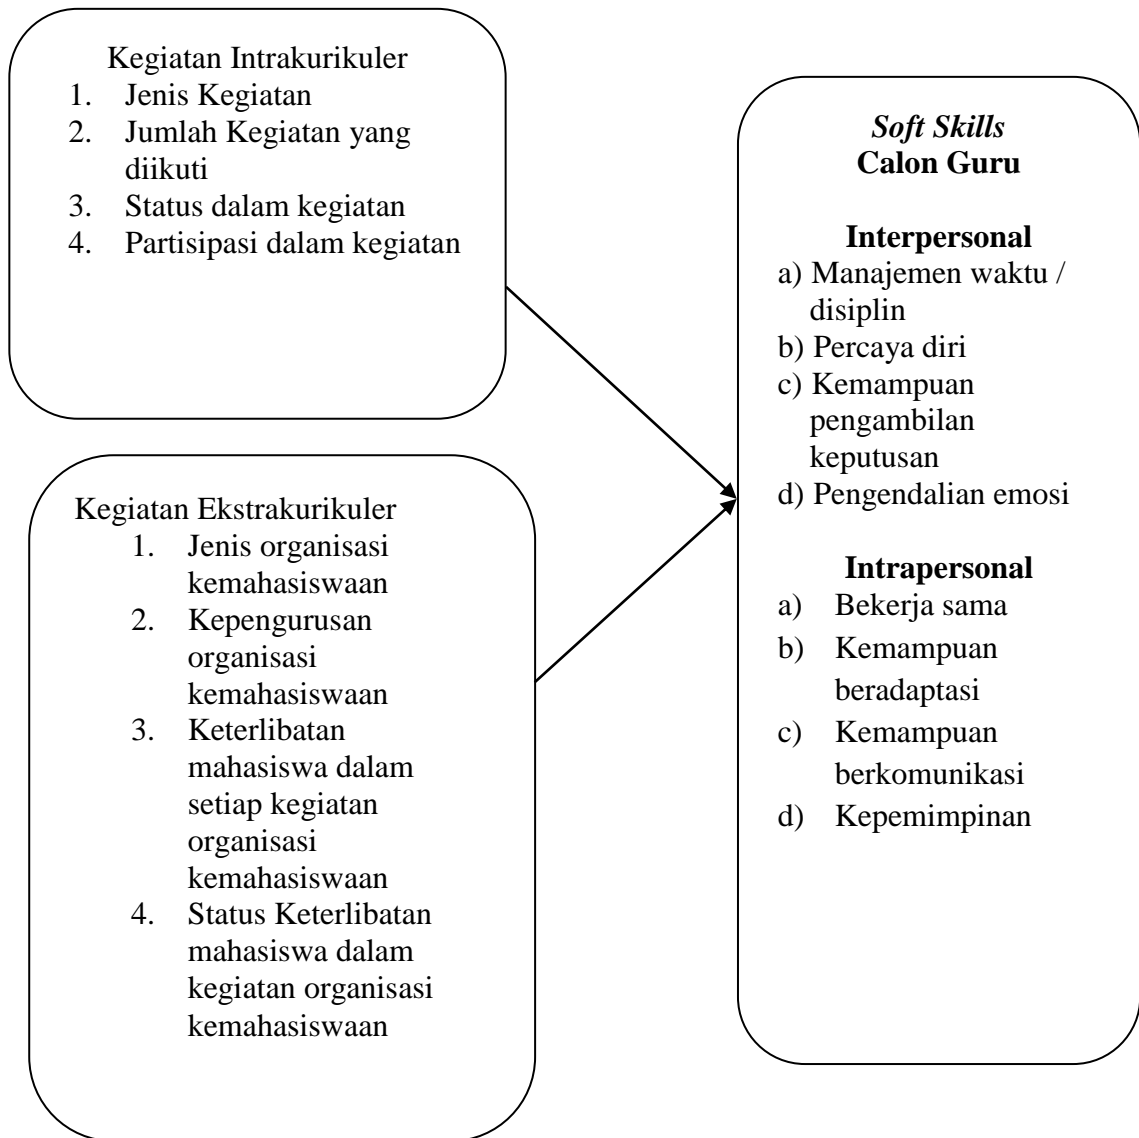 Kegiatan Intrakurikuler
1. Jenis Kegiatan
2. Jumlah Kegiatan yang
diikuti
3. Status dalam kegiatan
4. Partisipasi dalam kegiatan
Kegiatan Ekstrakurikuler
1. Jenis organisasi
kemahasiswaan
2. Kepengurusan
organisasi
kemahasiswaan
3. Keterlibatan
mahasiswa dalam
setiap kegiatan
organisasi
kemahasiswaan
4. Status Keterlibatan
mahasiswa dalam
kegiatan organisasi
kemahasiswaan
Soft Skills
Calon Guru
Interpersonal
a) Manajemen waktu /
disiplin
b) Percaya diri
c) Kemampuan
pengambilan
keputusan
d) Pengendalian emosi
Intrapersonal
a) Bekerja sama
b) Kemampuan
beradaptasi
c) Kemampuan
berkomunikasi
d) Kepemimpinan